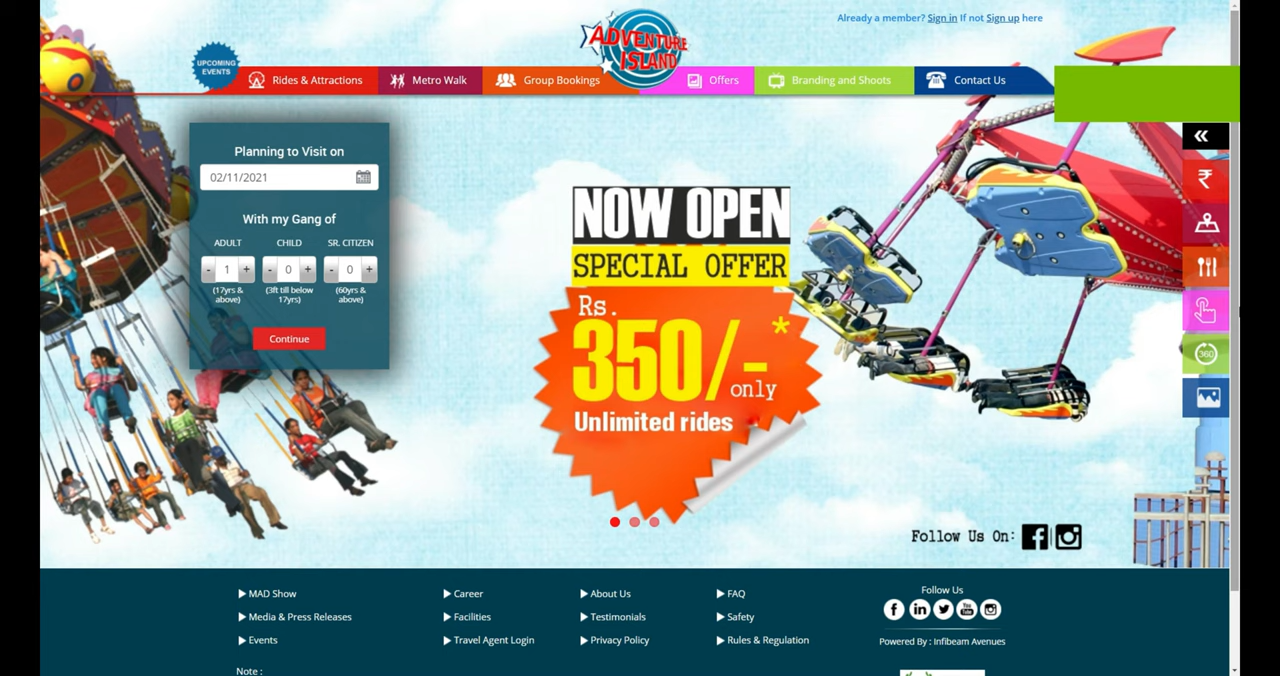 Already a member? Sign in If not Sign up here
ADVENTURE
ISLAND
UPCOMING
EVENTS
Rides & Attractions
Metro Walk
Group Bookings
Offers
Branding and Shoots
Contact Us
Planning to Visit on
02/11/2021
With my Gang of
ADULT CHILD SR. CITIZEN
- 1 + - 0 + - 0 +
(17yrs &
above)
(3ft till below
17yrs)
(60yrs &
above)
Continue
NOW OPEN
SPECIAL OFFER
Rs.
350/-*
only
Unlimited rides
360
Follow Us On:
MAD Show
Media & Press Releases
Events
Career
Facilities
Travel Agent Login
About Us
Testimonials
Privacy Policy
FAQ
Safety
Rules & Regulation
Follow Us
Powered By : Infibeam Avenues
Note :